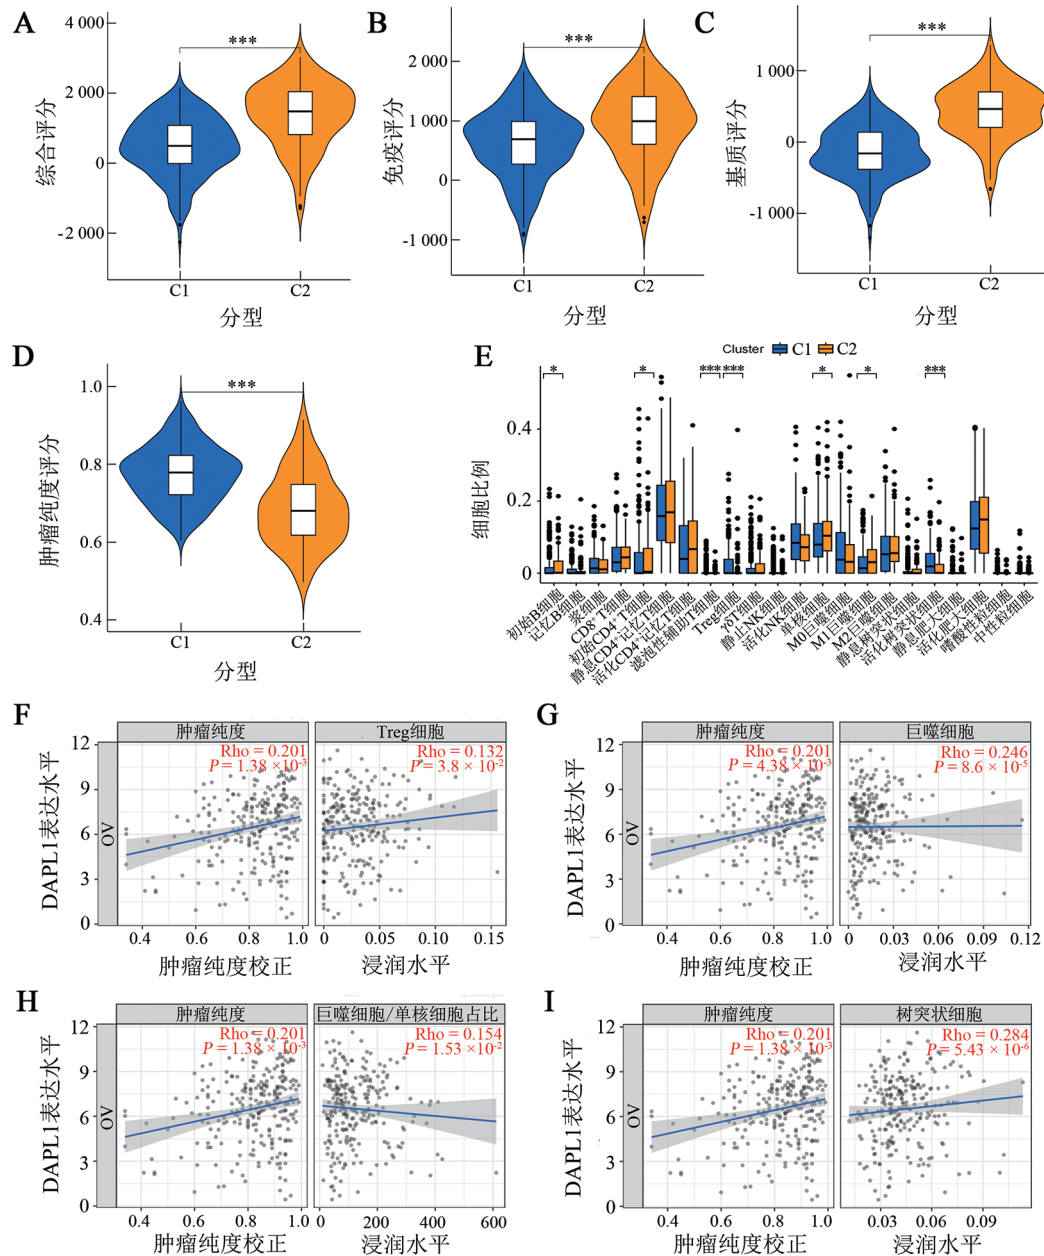 A
综合评分
4 000
2 000
0
-2 000
***
C1
C2
分型
B
免疫评分
2 000
1 000
0
-1 000
***
C1
C2
分型
C
基质评分
1 000
0
-1 000
***
C1
C2
分型
D
肿瘤纯度评分
1.0
0.8
0.6
0.4
***
C1
C2
分型
E
Cluster C1 C2
细胞比例
0.4
0.2
0
*
*
***
***
*
*
***
初始B细胞
记忆B细胞
浆细胞
CD8⁺T细胞
初始CD4⁺T细胞
静息CD4⁺记忆T细胞
活化CD4⁺记忆T细胞
滤泡性辅助T细胞
Treg细胞
γδT细胞
静止NK细胞
活化NK细胞
单核细胞
M0巨噬细胞
M1巨噬细胞
M2巨噬细胞
静息树突状细胞
活化树突状细胞
静息肥大细胞
活化肥大细胞
嗜酸性粒细胞
中性粒细胞
F
DAPL1表达水平
12
9
6
3
0
OV
肿瘤纯度
Rho = 0.201
P = 1.38 ×10⁻³
0.4 0.6 0.8 1.0
肿瘤纯度校正
Treg细胞
Rho = 0.132
P = 3.8 ×10⁻²
0 0.05 0.10 0.15
浸润水平
G
DAPL1表达水平
12
9
6
3
0
OV
肿瘤纯度
Rho = 0.201
P = 4.38 ×10⁻³
0.4 0.6 0.8 1.0
肿瘤纯度校正
巨噬细胞
Rho = 0.246
P = 8.6 ×10⁻⁵
0 0.03 0.06 0.09 0.12
浸润水平
H
DAPL1表达水平
12
9
6
3
0
OV
肿瘤纯度
Rho = 0.201
P = 1.38 × 10⁻³
0.4 0.6 0.8 1.0
肿瘤纯度校正
巨噬细胞/单核细胞占比
Rho = 0.154
P = 1.53 ×10⁻²
0 200 400 600
浸润水平
I
DAPL1表达水平
12
9
6
3
0
OV
肿瘤纯度
Rho = 0.201
P = 1.38 ×10⁻³
0.4 0.6 0.8 1.0
肿瘤纯度校正
树突状细胞
Rho = 0.284
P = 5.43 ×10⁻⁶
0.03 0.06 0.09
浸润水平